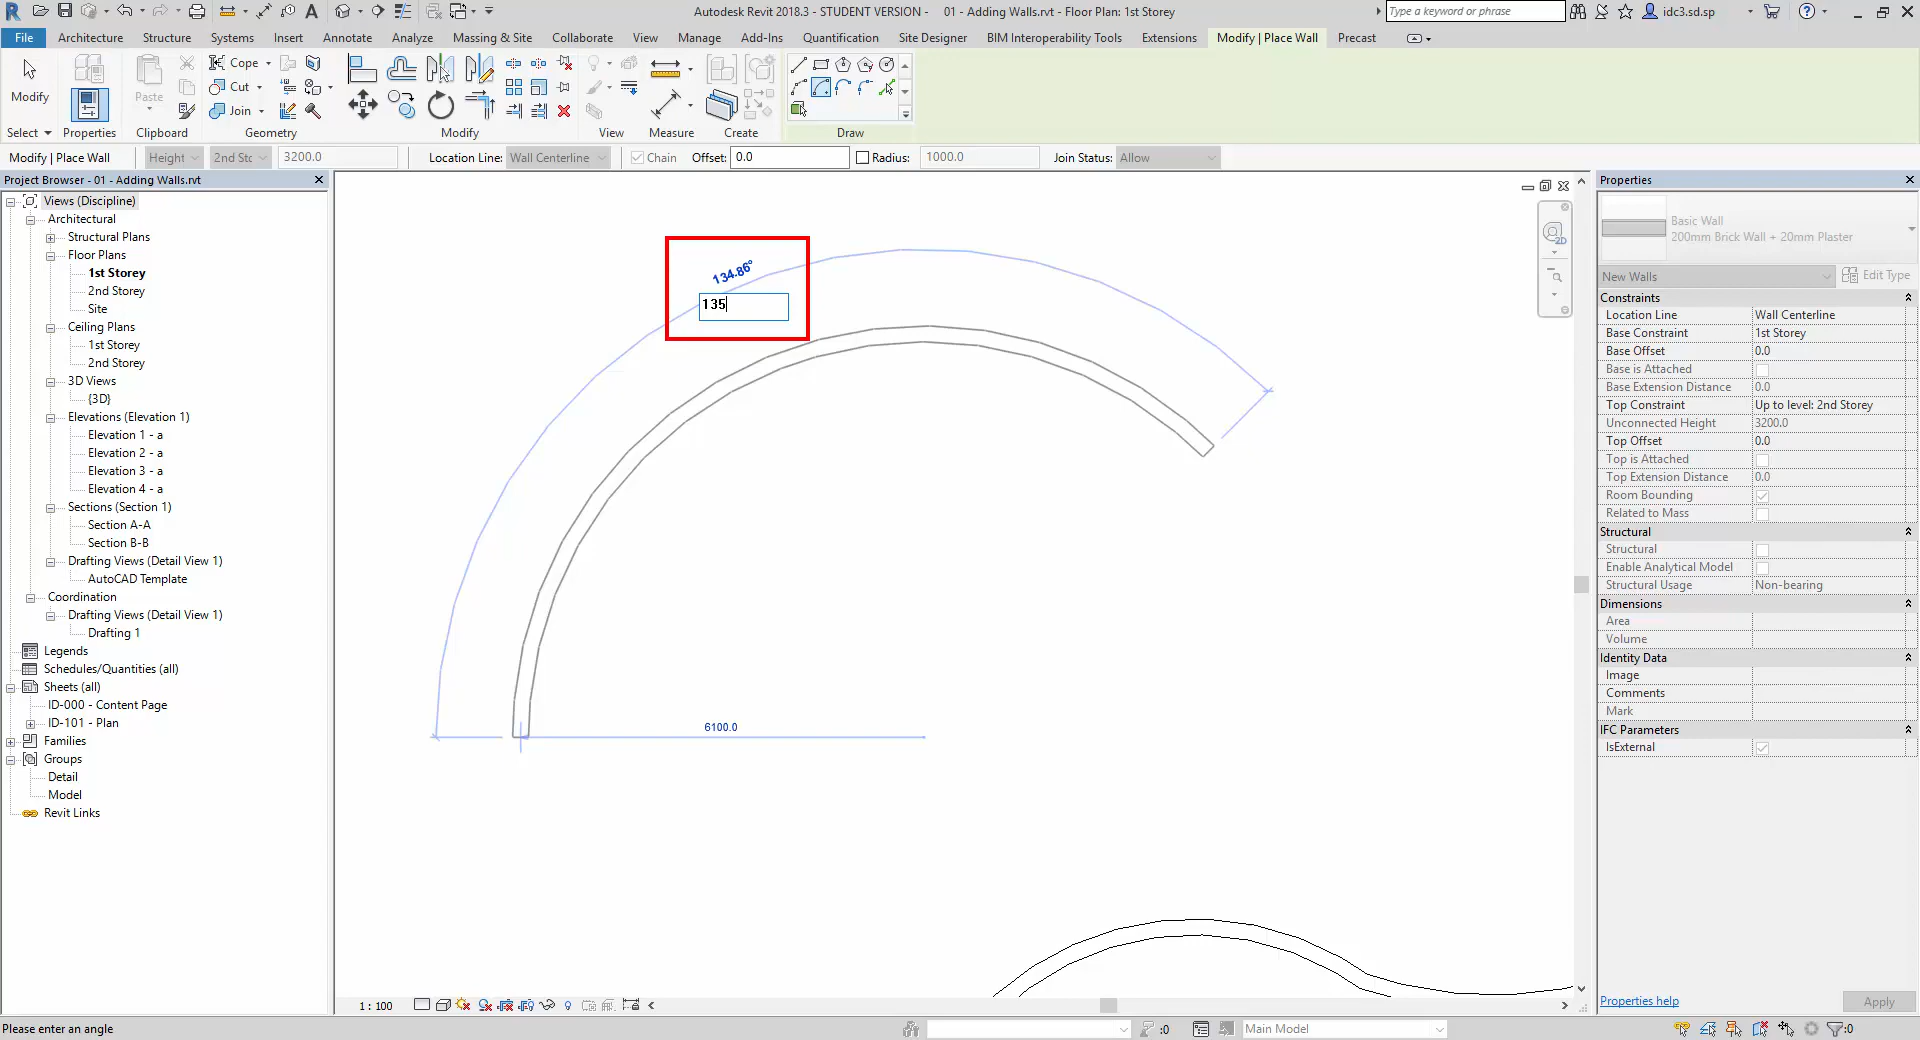 Autodesk Revit 2018.3 - STUDENT VERSION - 01 - Adding Walls.rvt - Floor Plan: 1st Storey
Type a keyword or phrase
idc3.sd.sp
File Architecture Structure Systems Insert Annotate Analyze Massing & Site Collaborate View Manage Add-Ins Quantification Site Designer BIM Interoperability Tools Extensions Modify | Place Wall Precast
Modify
Paste
Cope
Cut
Join
Select Properties Clipboard Geometry Modify View Measure Create Draw
Modify | Place Wall Height 2nd Stc 3200.0 Location Line: Wall Centerline Chain Offset: 0.0 Radius: 1000.0 Join Status: Allow
Project Browser - 01 - Adding Walls.rvt
Views (Discipline)
Architectural
Structural Plans
Floor Plans
1st Storey
2nd Storey
Site
Ceiling Plans
1st Storey
2nd Storey
3D Views
{3D}
Elevations (Elevation 1)
Elevation 1 - a
Elevation 2 - a
Elevation 3 - a
Elevation 4 - a
Sections (Section 1)
Section A-A
Section B-B
Drafting Views (Detail View 1)
AutoCAD Template
Coordination
Drafting Views (Detail View 1)
Drafting 1
Legends
Schedules/Quantities (all)
Sheets (all)
ID-000 - Content Page
ID-101 - Plan
Families
Groups
Detail
Model
Revit Links
134.86°
135
6100.0
2D
1 : 100
Properties
Basic Wall
200mm Brick Wall + 20mm Plaster
New Walls Edit Type
Constraints
Location Line Wall Centerline
Base Constraint 1st Storey
Base Offset 0.0
Base is Attached
Base Extension Distance 0.0
Top Constraint Up to level: 2nd Storey
Unconnected Height 3200.0
Top Offset 0.0
Top is Attached
Top Extension Distance 0.0
Room Bounding
Related to Mass
Structural
Structural
Enable Analytical Model
Structural Usage Non-bearing
Dimensions
Area
Volume
Identity Data
Image
Comments
Mark
IFC Parameters
IsExternal
Properties help Apply
Please enter an angle
:0
Main Model
:0